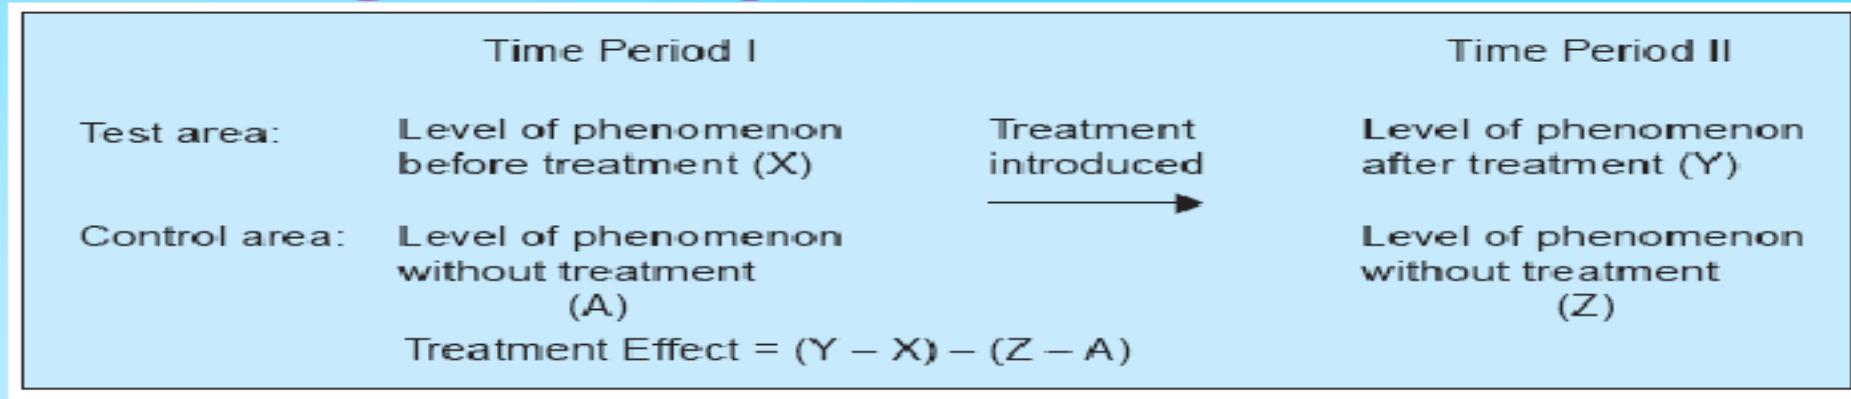 Time Period I Time Period II
Test area: Level of phenomenon Treatment Level of phenomenon
before treatment (X) introduced after treatment (Y)
Control area: Level of phenomenon Level of phenomenon
without treatment without treatment
(A) (Z)
Treatment Effect = (Y – X) – (Z – A)